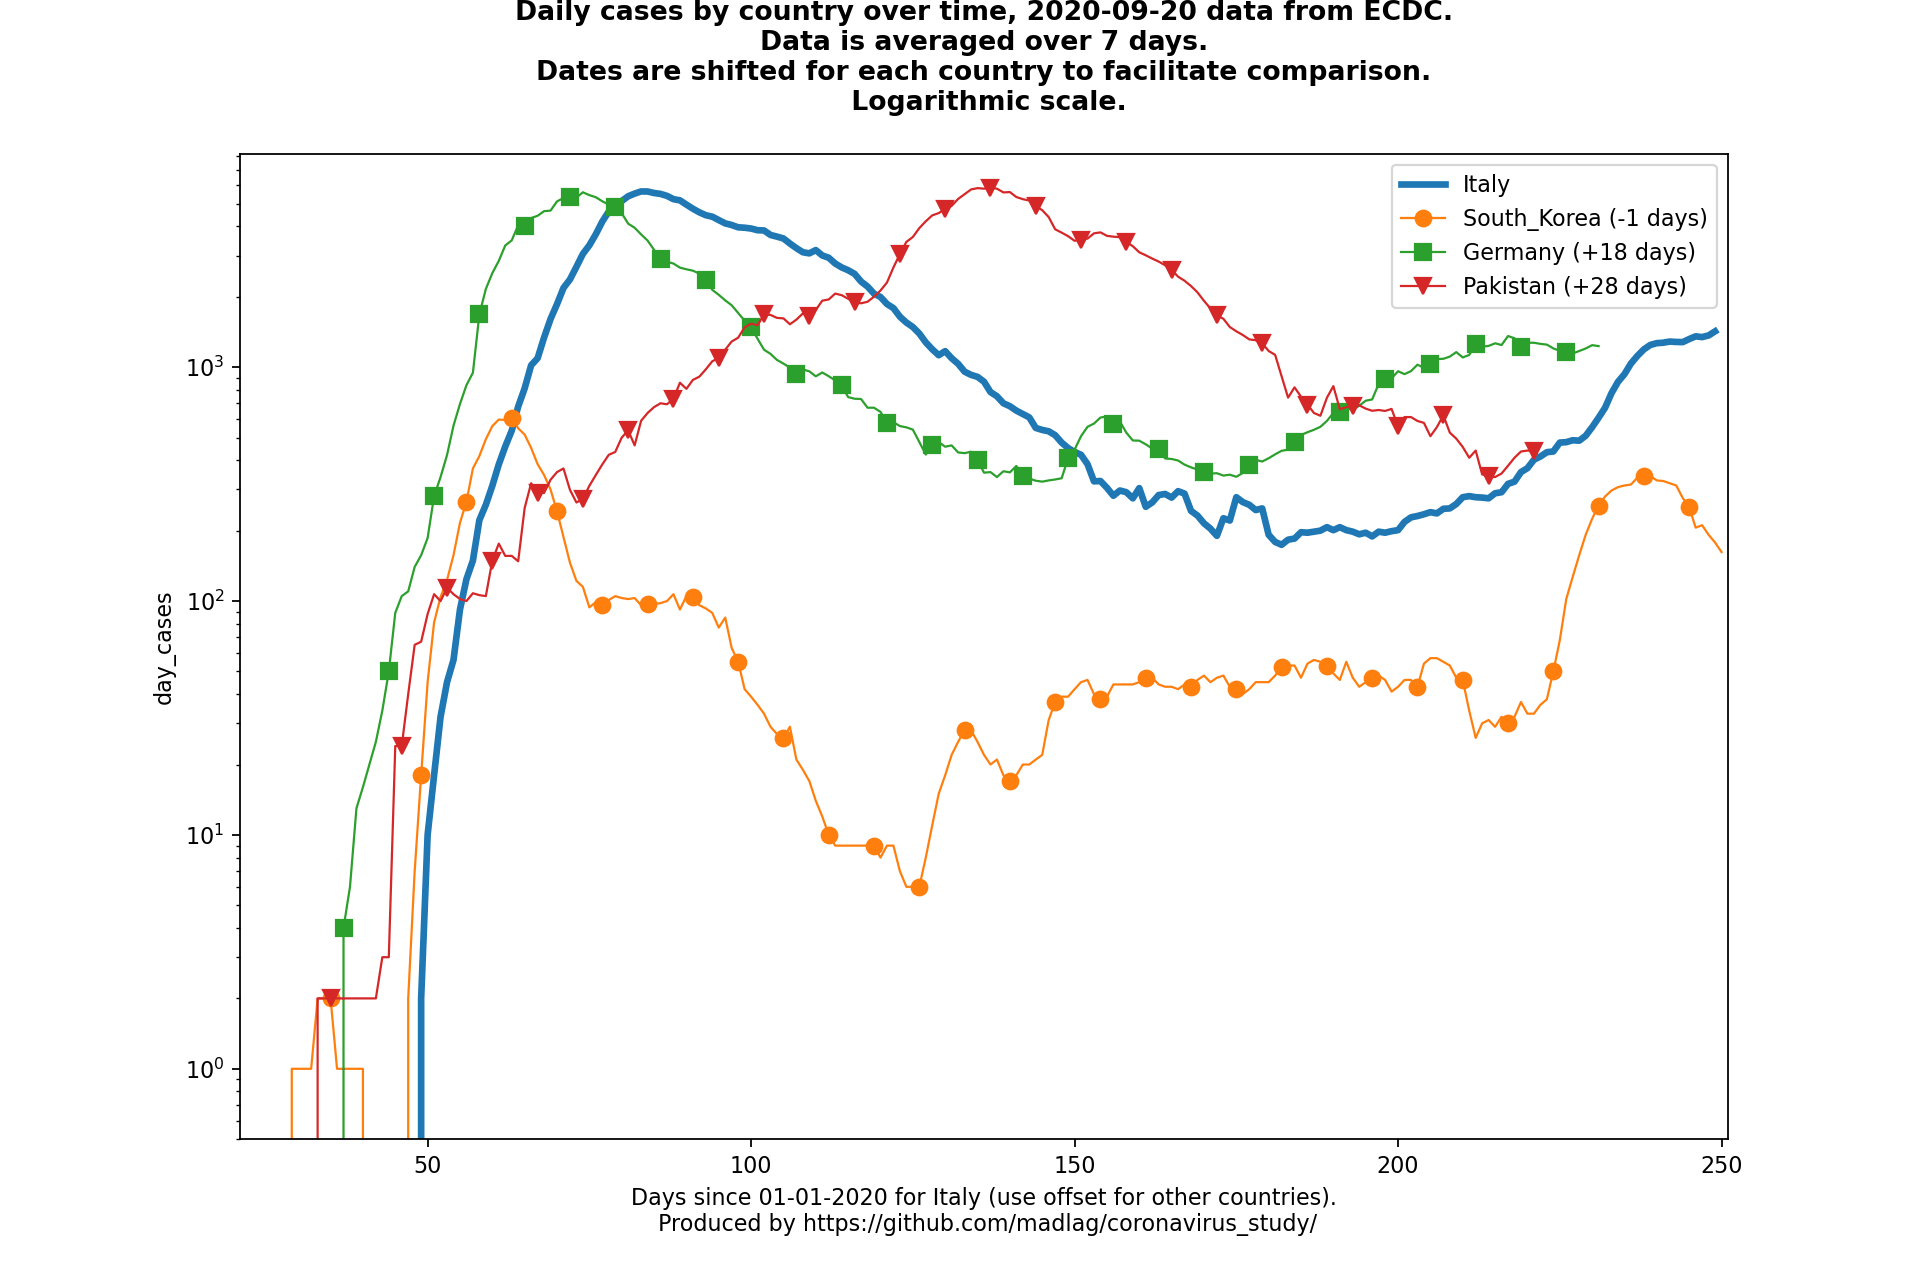 Daily cases by country over time, 2020-09-20 data from ECDC.
Data is averaged over 7 days.
Dates are shifted for each country to facilitate comparison.
Logarithmic scale.
Italy
South_Korea (-1 days)
Germany (+18 days)
Pakistan (+28 days)
day_cases
10³
10²
10¹
10⁰
50 100 150 200 250
Days since 01-01-2020 for Italy (use offset for other countries).
Produced by https://github.com/madlag/coronavirus_study/